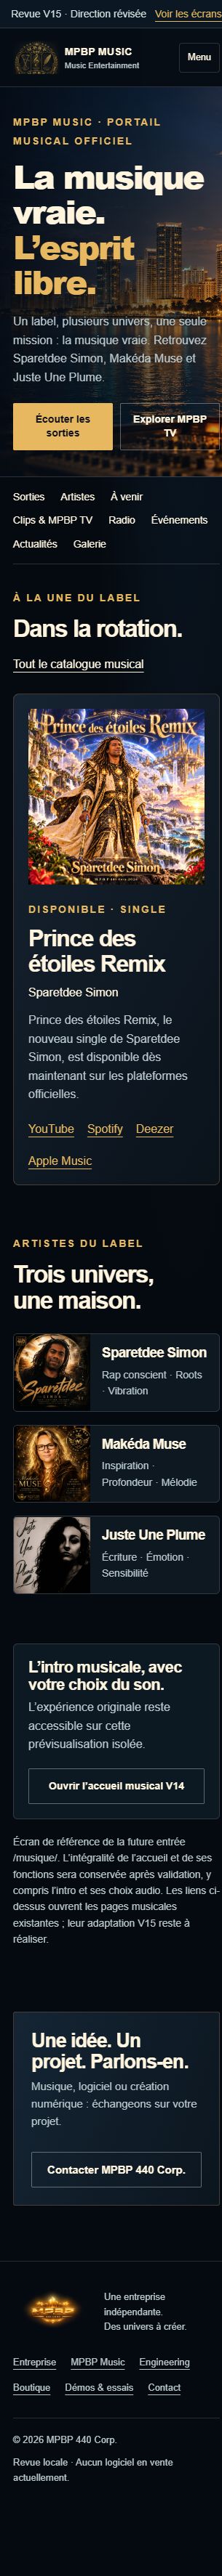 Revue V15 · Direction révisée Voir les écrans
MPBP MUSIC
Music Entertainment
Menu
MPBP MUSIC · PORTAIL
MUSICAL OFFICIEL
La musique
vraie.
L’esprit
libre.
Un label, plusieurs univers, une seule
mission : la musique vraie. Retrouvez
Sparetdee Simon, Makéda Muse et
Juste Une Plume.
Écouter les
sorties
Explorer MPBP
TV
Sorties Artistes À venir
Clips & MPBP TV Radio Événements
Actualités Galerie
À LA UNE DU LABEL
Dans la rotation.
Tout le catalogue musical
Prince des étoiles Remix
Sparetdee Simon
DISPONIBLE · SINGLE
Prince des
étoiles Remix
Sparetdee Simon
Prince des étoiles Remix, le
nouveau single de Sparetdee
Simon, est disponible dès
maintenant sur les plateformes
officielles.
YouTube Spotify Deezer
Apple Music
ARTISTES DU LABEL
Trois univers,
une maison.
Sparetdee
Sparetdee Simon
Rap conscient · Roots
· Vibration
MUSE
Makéda Muse
Inspiration ·
Profondeur · Mélodie
Juste
Une
Plume
Juste Une Plume
Écriture · Émotion ·
Sensibilité
L’intro musicale, avec
votre choix du son.
L’expérience originale reste
accessible sur cette
prévisualisation isolée.
Ouvrir l’accueil musical V14
Écran de référence de la future entrée
/musique/. L’intégralité de l’accueil et de ses
fonctions sera conservée après validation, y
compris l’intro et ses choix audio. Les liens ci-
dessus ouvrent les pages musicales
existantes ; leur adaptation V15 reste à
réaliser.
Une idée. Un
projet. Parlons-en.
Musique, logiciel ou création
numérique : échangeons sur votre
projet.
Contacter MPBP 440 Corp.
MPBP
Une entreprise
indépendante.
Des univers à créer.
Entreprise MPBP Music Engineering
Boutique Démos & essais Contact
© 2026 MPBP 440 Corp.
Revue locale · Aucun logiciel en vente
actuellement.